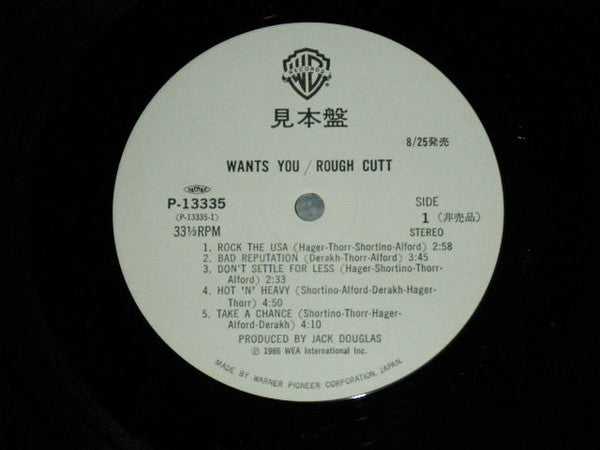 WB
RECORDS
見本盤
8/25発売
WANTS YOU / ROUGH CUTT
JASRAC
P-13335
(P-13335-1)
33⅓RPM
SIDE
1 (非売品)
STEREO
1. ROCK THE USA (Hager-Thorr-Shortino-Alford) 2:58
2. BAD REPUTATION (Derakh-Thorr-Alford) 3:45
3. DON'T SETTLE FOR LESS (Hager-Shortino-Thorr-
Alford) 2:33
4. HOT 'N' HEAVY (Shortino-Alford-Derakh-Hager-
Thorr) 4:50
5. TAKE A CHANCE (Shortino-Thorr-Hager-
Alford-Derakh) 4:10
PRODUCED BY JACK DOUGLAS
℗ 1986 WEA International Inc.
MADE BY WARNER PIONEER CORPORATION, JAPAN.